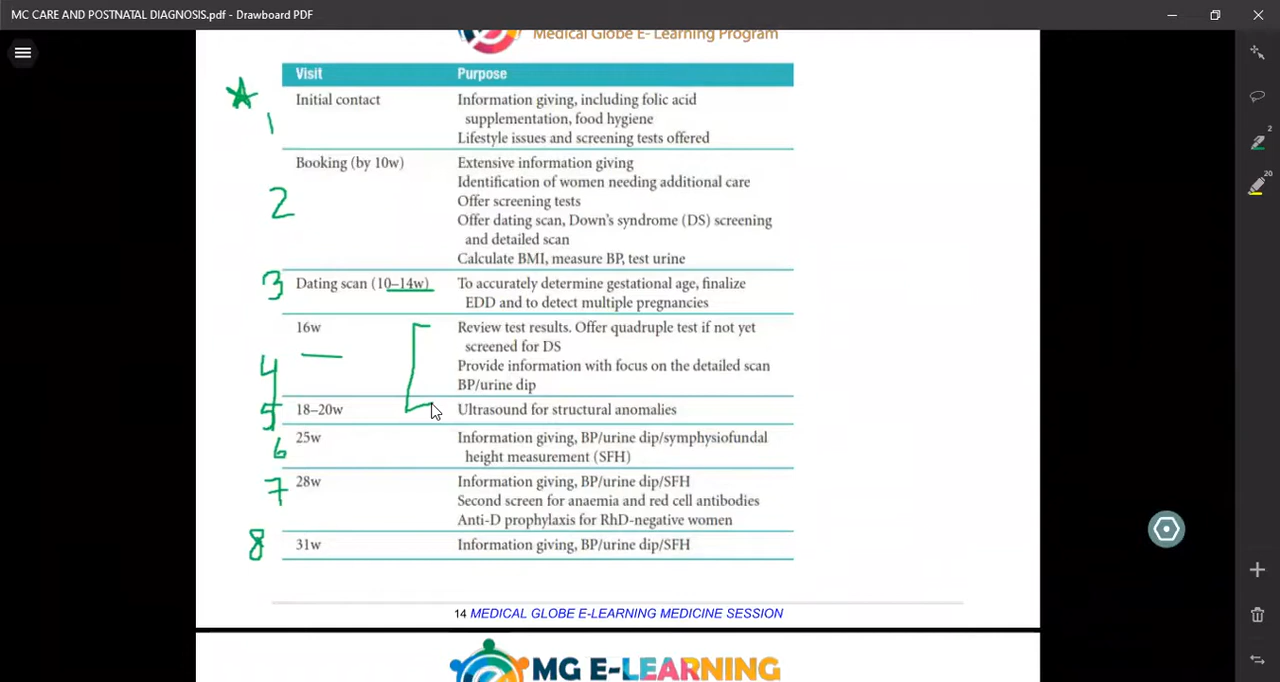 MC CARE AND POSTNATAL DIAGNOSIS.pdf - Drawboard PDF
Medical Globe E- Learning Program
Visit Purpose
Initial contact Information giving, including folic acid
supplementation, food hygiene
1 Lifestyle issues and screening tests offered
Booking (by 10w) Extensive information giving
Identification of women needing additional care
2 Offer screening tests
Offer dating scan, Down's syndrome (DS) screening
and detailed scan
Calculate BMI, measure BP, test urine
3 Dating scan (10–14w) To accurately determine gestational age, finalize
EDD and to detect multiple pregnancies
16w Review test results. Offer quadruple test if not yet
screened for DS
4 Provide information with focus on the detailed scan
BP/urine dip
5 18–20w Ultrasound for structural anomalies
6 25w Information giving, BP/urine dip/symphysiofundal
height measurement (SFH)
7 28w Information giving, BP/urine dip/SFH
Second screen for anaemia and red cell antibodies
Anti-D prophylaxis for RhD-negative women
8 31w Information giving, BP/urine dip/SFH
14 MEDICAL GLOBE E-LEARNING MEDICINE SESSION
MG E-LEARNING
2
20